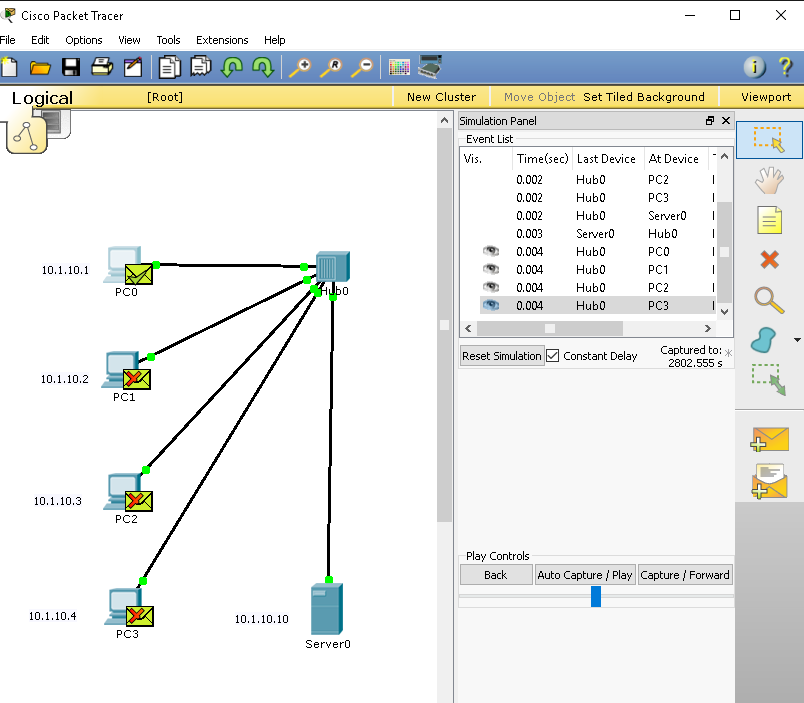 Cisco Packet Tracer
File Edit Options View Tools Extensions Help
Logical [Root] New Cluster Move Object Set Tiled Background Viewport
Simulation Panel
Event List
Vis. Time(sec) Last Device At Device
0.002 Hub0 PC2
0.002 Hub0 PC3
0.002 Hub0 Server0
0.003 Server0 Hub0
0.004 Hub0 PC0
0.004 Hub0 PC1
0.004 Hub0 PC2
0.004 Hub0 PC3
Reset Simulation Constant Delay Captured to:
2802.555 s
Play Controls
Back Auto Capture / Play Capture / Forward
10.1.10.1
PC0
Hub0
10.1.10.2
PC1
10.1.10.3
PC2
10.1.10.4
PC3
10.1.10.10
Server0